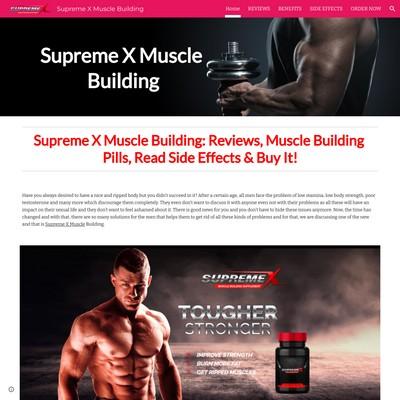 SUPREMEX Supreme X Muscle Building Home REVIEWS BENEFITS SIDE EFFECTS ORDER NOW
Supreme X Muscle
Building
Supreme X Muscle Building: Reviews, Muscle Building
Pills, Read Side Effects & Buy It!
Have you always desired to have a nice and ripped body but you didn't succeed in it? After a certain age, all men face the problem of low stamina, low body strength, poor
testosterone and many more which discourage them completely. They even don't want to discuss it with anyone even not with their problems as all these will have an
impact on their sexual life and they don't want to feel ashamed about it. There is good news for you and you don't have to hide these issues anymore. Now, the time has
changed and with that, there are so many solutions for the men that helps them to get rid of all these kinds of problems and for that, we are discussing one of the new
and that is Supreme X Muscle Building.
SUPREMEX
MUSCLE BUILDING SUPPLEMENT
TOUGHER
STRONGER
IMPROVE STRENGTH
BURN MORE FAT
GET RIPPED MUSCLES
SUPREMEX